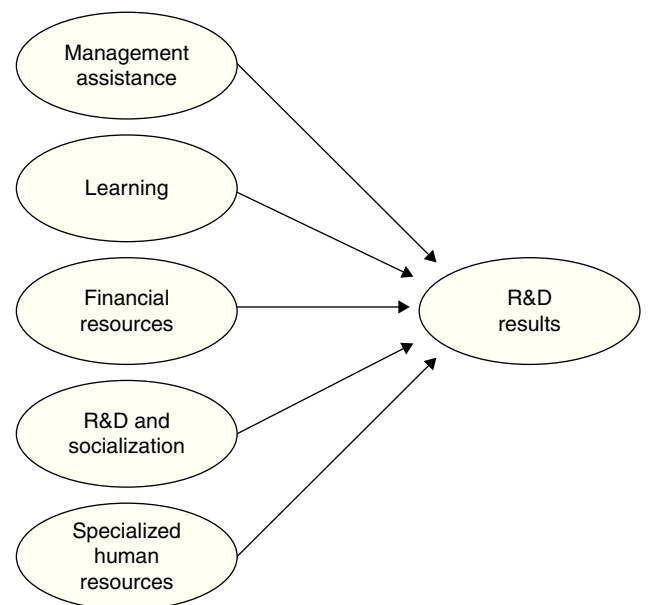 Management
assistance
Learning
Financial
resources
R&D and
socialization
Specialized
human
resources
R&D
results